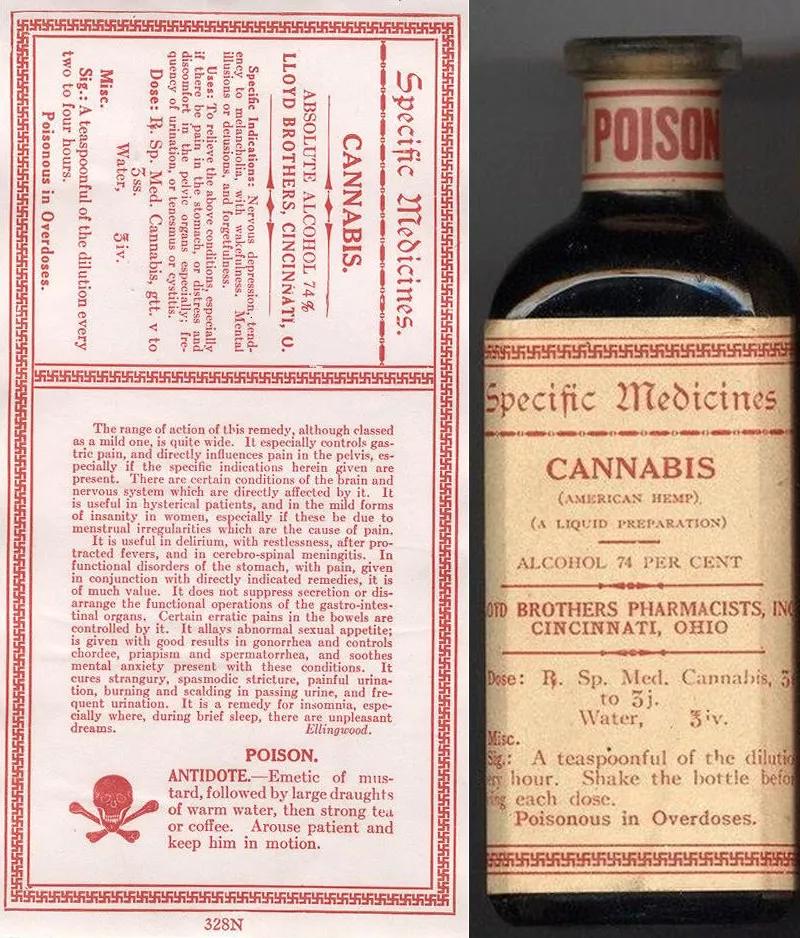 Specific Medicines.
CANNABIS.
ABSOLUTE ALCOHOL 74%
LLOYD BROTHERS, CINCINNATI, O.
Specific Indications: Nervous depression, tend-
ency to melancholia, with wakefulness. Mental
illusions or delusions, and forgetfulness.
Uses: To relieve the above conditions, especially
if there be pain in the stomach, or distress and
discomfort in the pelvic organs especially; fre-
quency of urination, or tenesmus or cystitis.
Dose: ℞. Sp. Med. Cannabis, gtt. v to
ʒss.
Water, ℥iv.
Misc.
Sig.: A teaspoonful of the dilution every
two to four hours.
Poisonous in Overdoses.
The range of action of this remedy, although classed
as a mild one, is quite wide. It especially controls gas-
tric pain, and directly influences pain in the pelvis, es-
pecially if the specific indications herein given are
present. There are certain conditions of the brain and
nervous system which are directly affected by it. It
is useful in hysterical patients, and in the mild forms
of insanity in women, especially if these be due to
menstrual irregularities which are the cause of pain.
It is useful in delirium, with restlessness, after pro-
tracted fevers, and in cerebro-spinal meningitis. In
functional disorders of the stomach, with pain, given
in conjunction with directly indicated remedies, it is
of much value. It does not suppress secretion or dis-
arrange the functional operations of the gastro-intes-
tinal organs. Certain erratic pains in the bowels are
controlled by it. It allays abnormal sexual appetite;
is given with good results in gonorrhea and controls
chordee, priapism and spermatorrhea, and soothes
mental anxiety present with these conditions. It
cures strangury, spasmodic stricture, painful urina-
tion, burning and scalding in passing urine, and fre-
quent urination. It is a remedy for insomnia, espe-
cially where, during brief sleep, there are unpleasant
dreams. Ellingwood.
POISON.
ANTIDOTE.—Emetic of mus-
tard, followed by large draughts
of warm water, then strong tea
or coffee. Arouse patient and
keep him in motion.
328N
POISON
Specific Medicines
CANNABIS
(AMERICAN HEMP)
(A LIQUID PREPARATION)
ALCOHOL 74 PER CENT
OYD BROTHERS PHARMACISTS, INC
CINCINNATI, OHIO
Dose: ℞. Sp. Med. Cannabis, ʒ
to ʒj.
Water, ℥iv.
Misc.
Sig.: A teaspoonful of the dilutio
ery hour. Shake the bottle befor
ing each dose.
Poisonous in Overdoses.